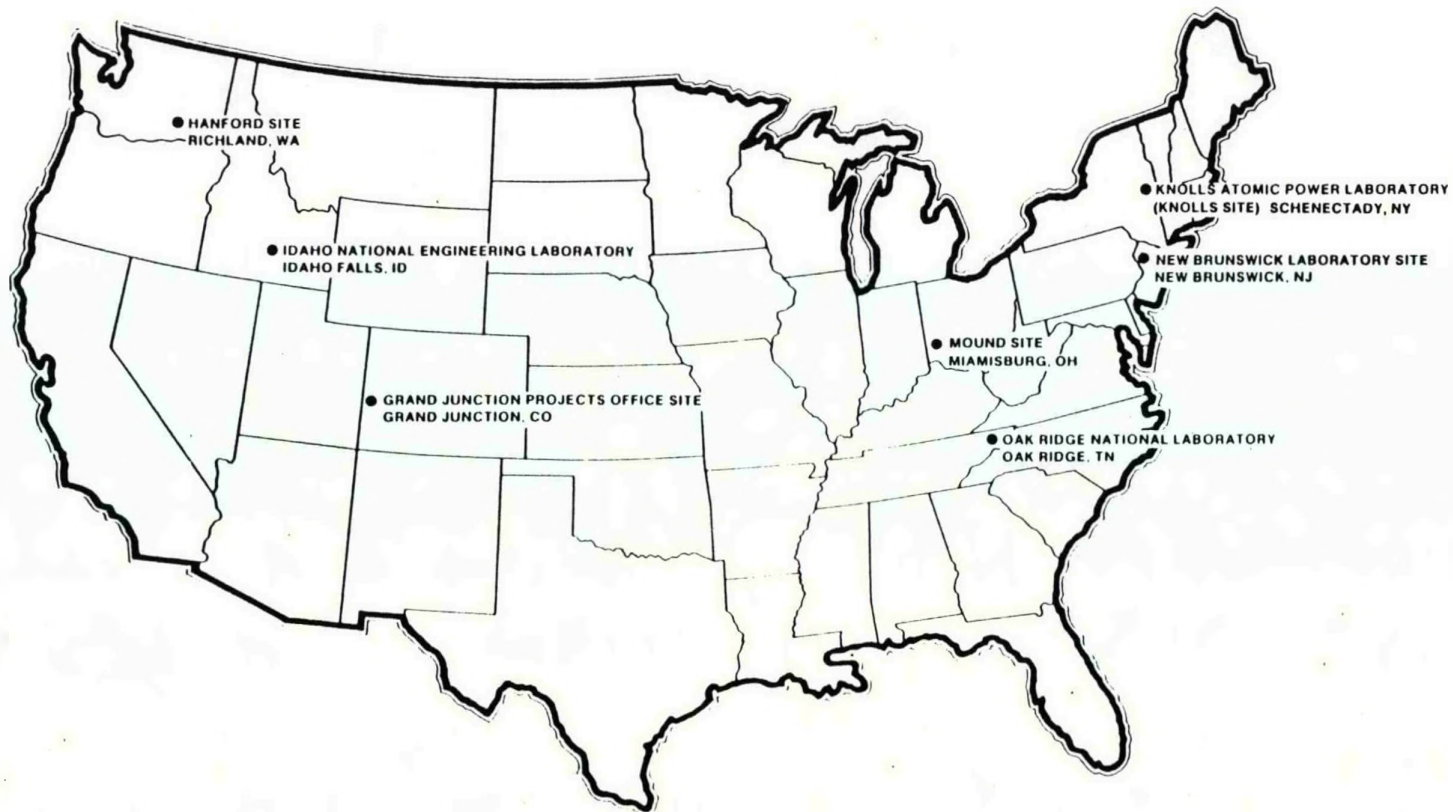 HANFORD SITE
RICHLAND, WA
KNOLLS ATOMIC POWER LABORATORY
(KNOLLS SITE) SCHENECTADY, NY
IDAHO NATIONAL ENGINEERING LABORATORY
IDAHO FALLS, ID
NEW BRUNSWICK LABORATORY SITE
NEW BRUNSWICK, NJ
MOUND SITE
MIAMISBURG, OH
GRAND JUNCTION PROJECTS OFFICE SITE
GRAND JUNCTION, CO
OAK RIDGE NATIONAL LABORATORY
OAK RIDGE, TN